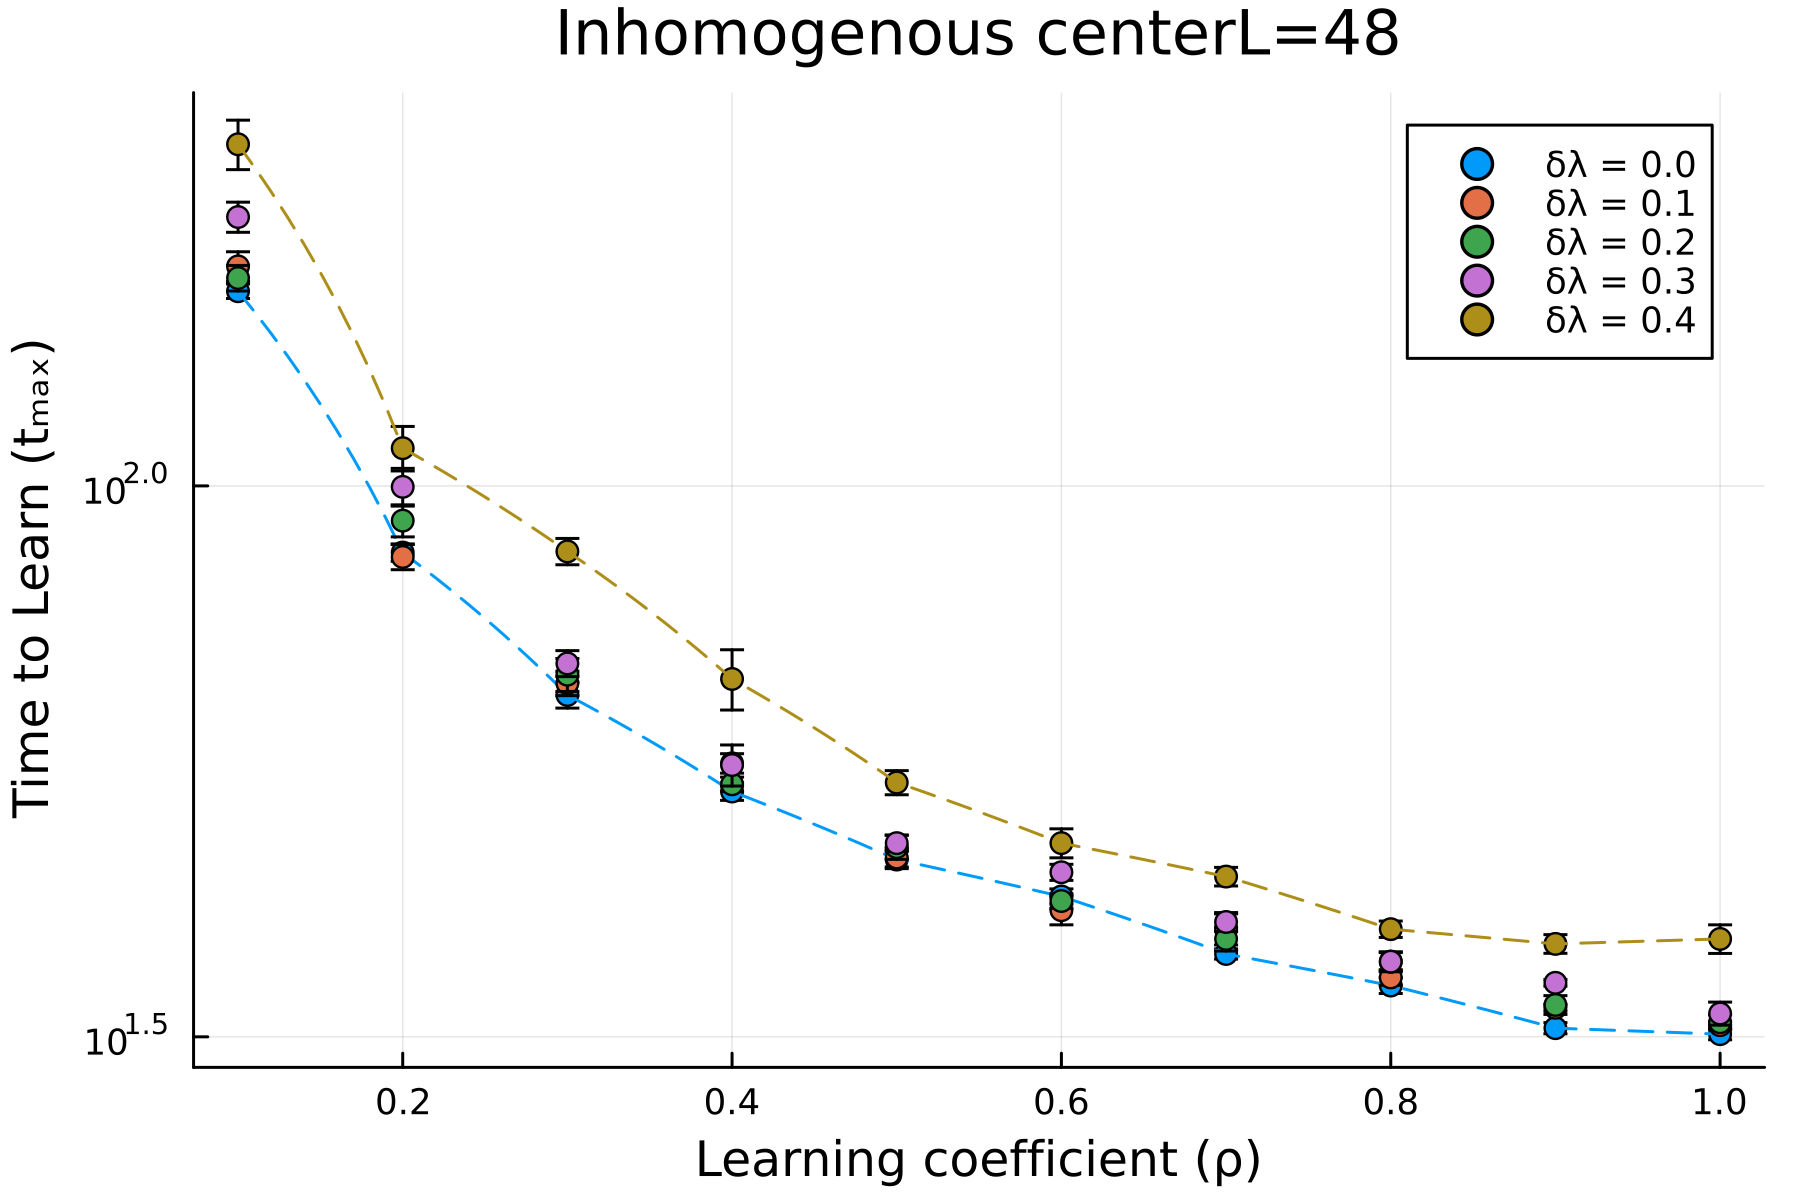 Inhomogenous centerL=48
δλ = 0.0
δλ = 0.1
δλ = 0.2
δλ = 0.3
δλ = 0.4
Time to Learn (tₘₐₓ)
10^2.0
10^1.5
0.2 0.4 0.6 0.8 1.0
Learning coefficient (ρ)